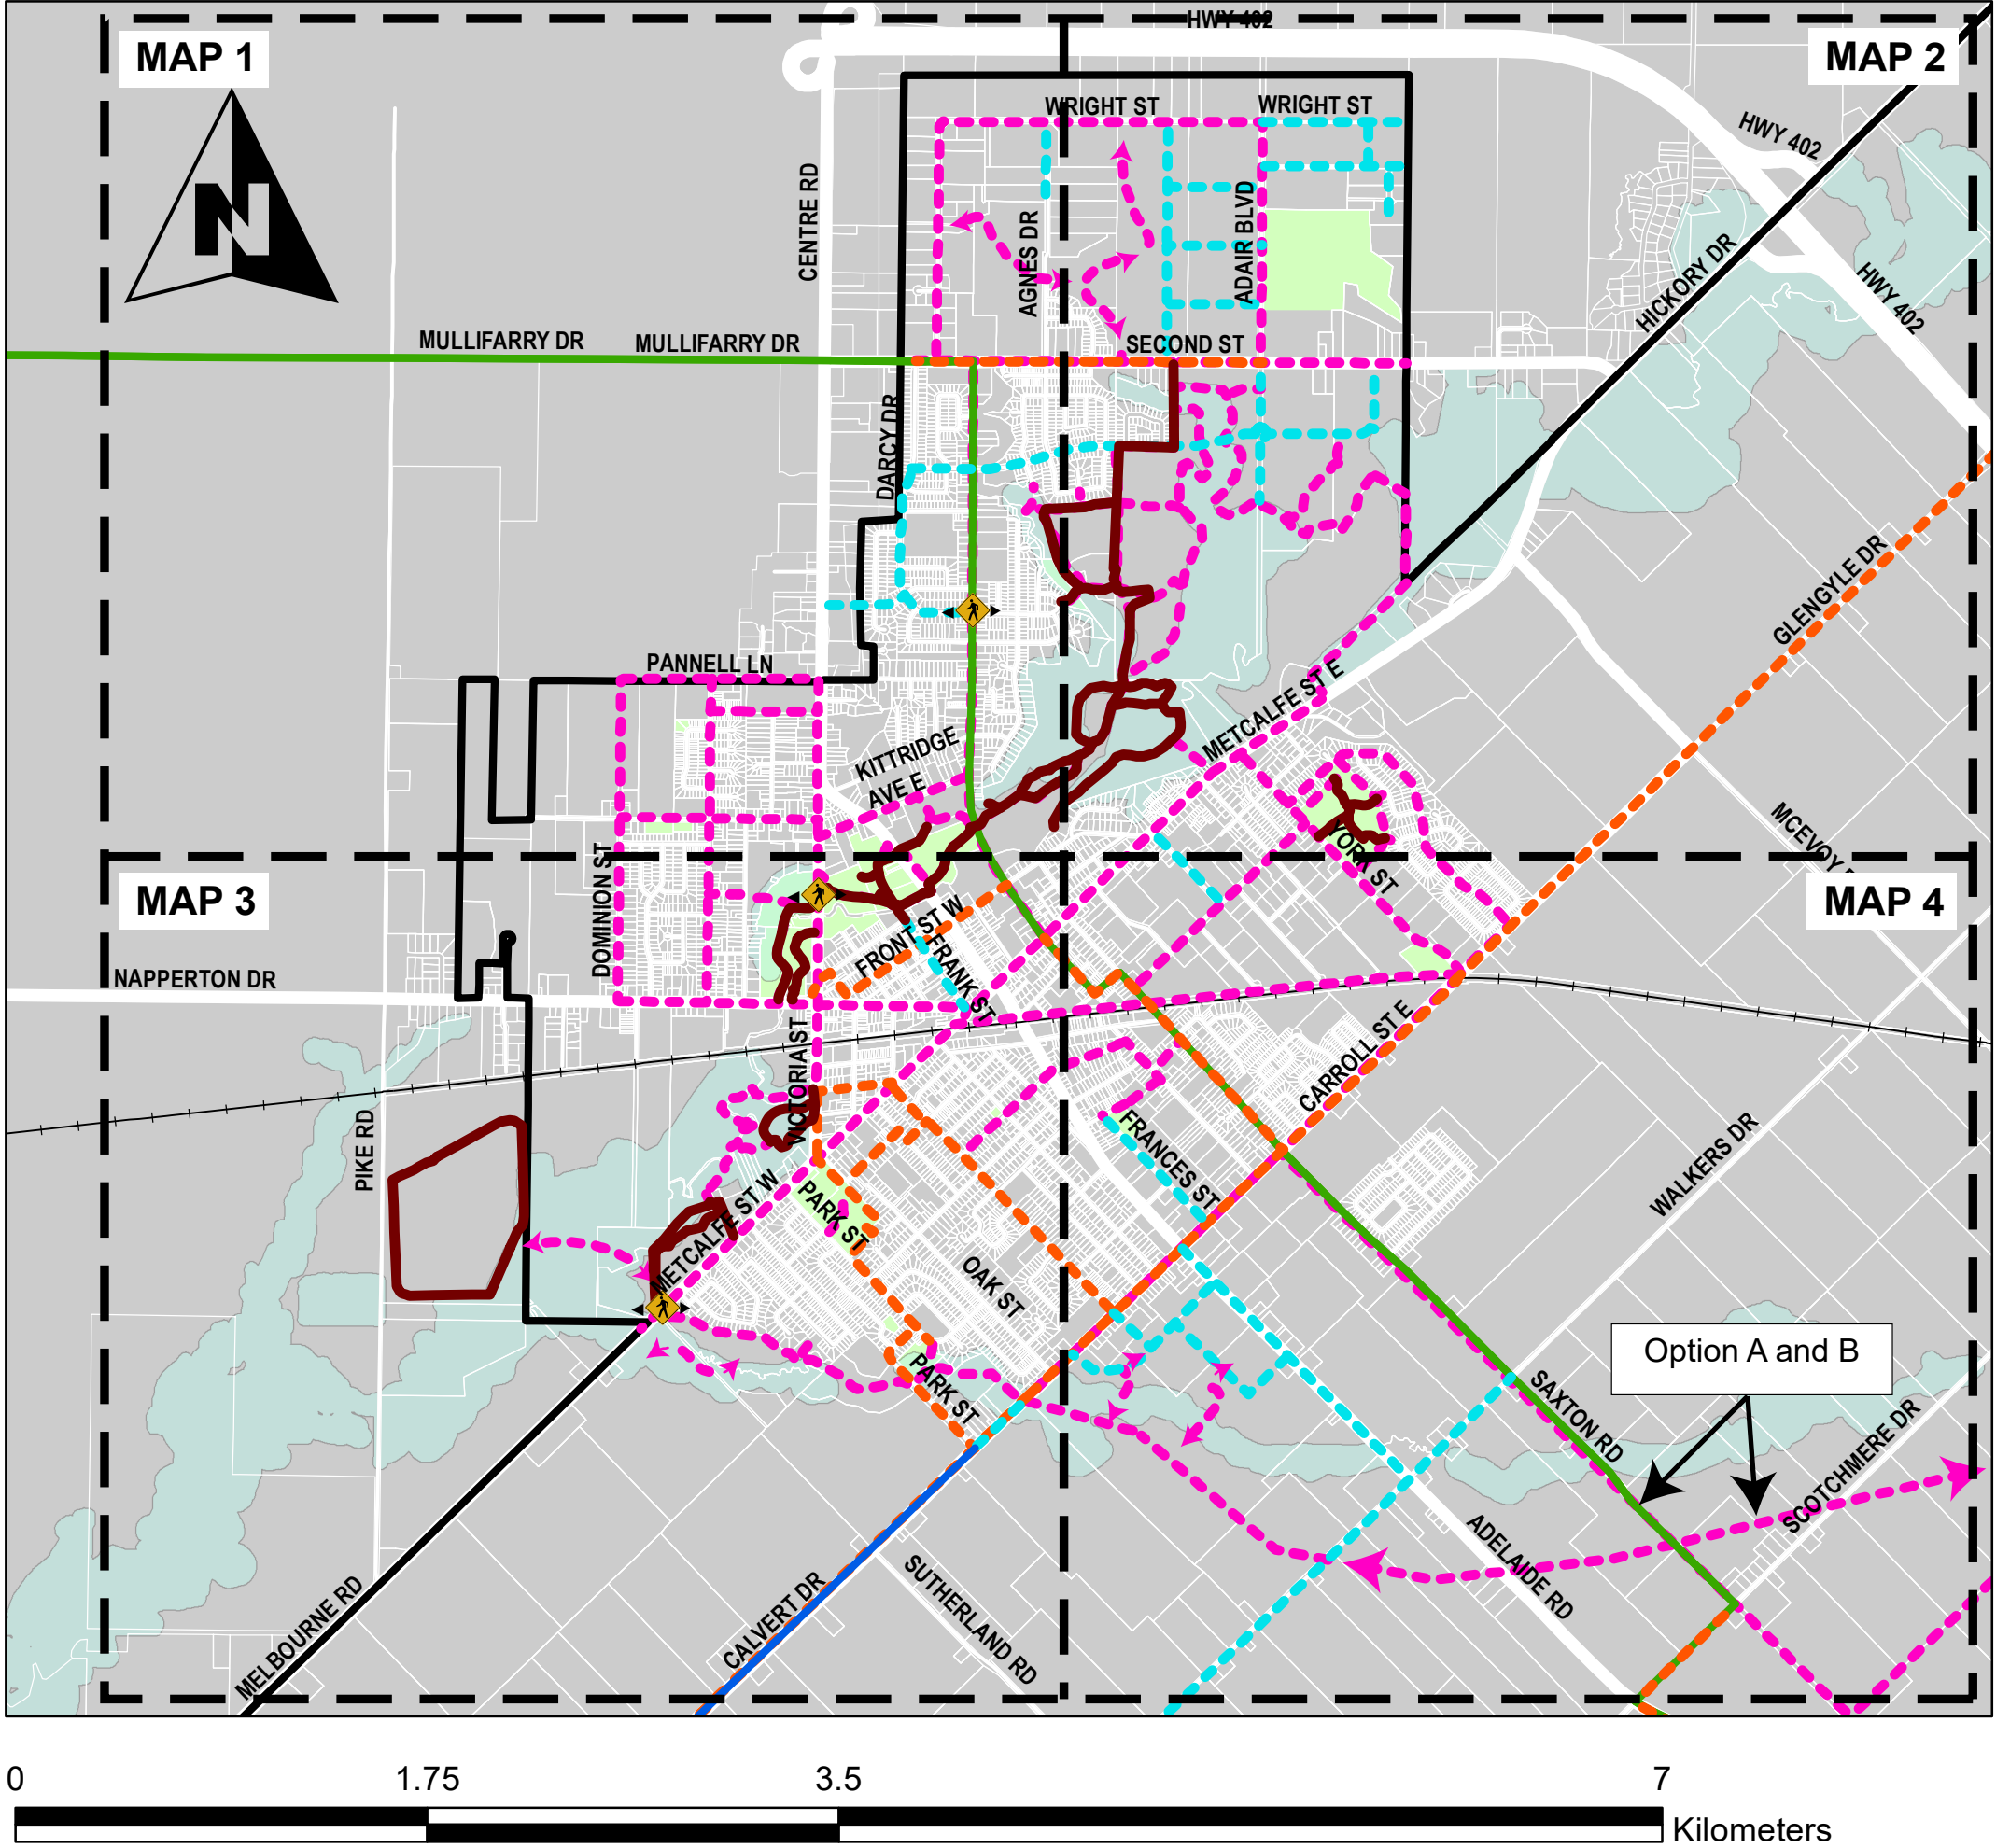 HWY 402
MAP 1
MAP 2
N
WRIGHT ST
WRIGHT ST
HWY 402
CENTRE RD
AGNES DR
ADAIR BLVD
HICKORY DR
HWY 402
MULLIFARRY DR
MULLIFARRY DR
SECOND ST
DARCY DR
GLENGYLE DR
PANNELL LN
METCALFE ST E
KITTRIDGE
AVE E
MCEVOY
YORK ST
MAP 3
MAP 4
DOMINION ST
FRONT ST W
FRANK ST
NAPPERTON DR
VICTORIA ST
CARROLL ST E
PIKE RD
FRANCES ST
WALKERS DR
METCALFE ST W
PARK ST
OAK ST
Option A and B
PARK ST
SAXTON RD
SCOTCHMERE DR
ADELAIDE RD
MELBOURNE RD
CALVERT DR
SUTHERLAND RD
0
1.75
3.5
7
Kilometers